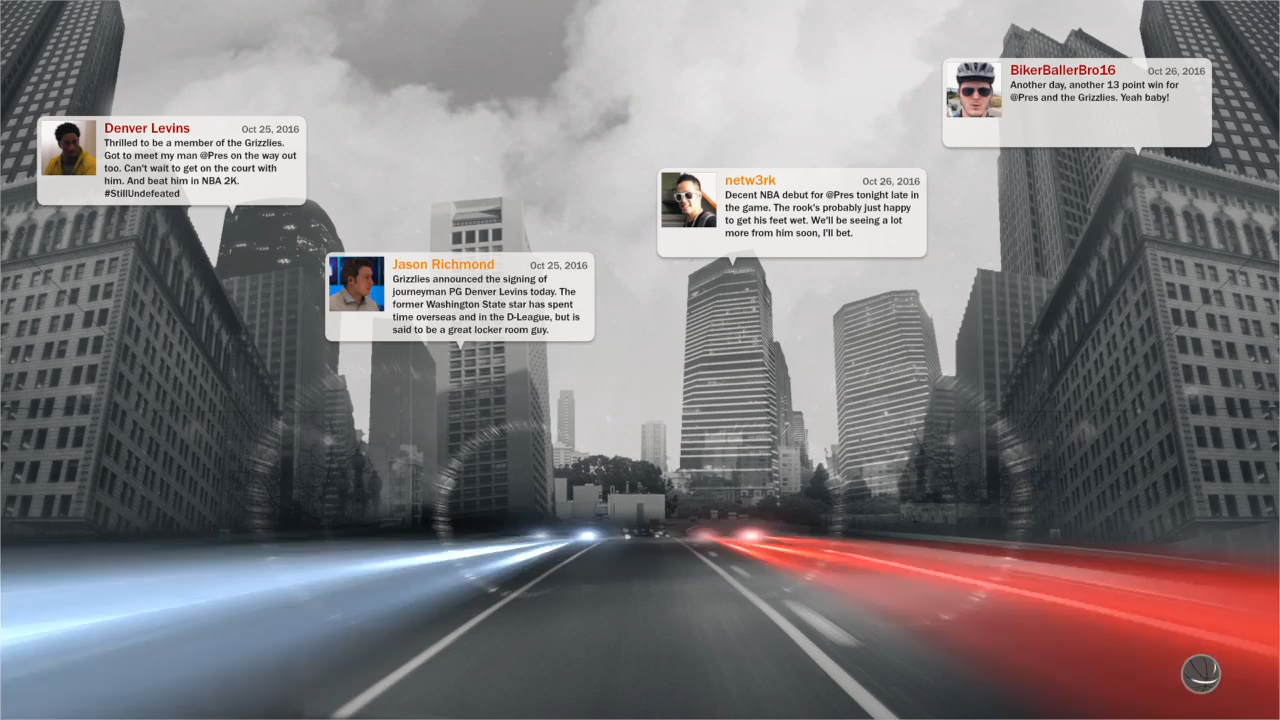 Denver Levins Oct 25, 2016
Thrilled to be a member of the Grizzlies.
Got to meet my man @Pres on the way out
too. Can't wait to get on the court with
him. And beat him in NBA 2K.
#StillUndefeated
Jason Richmond Oct 25, 2016
Grizzlies announced the signing of
journeyman PG Denver Levins today. The
former Washington State star has spent
time overseas and in the D-League, but is
said to be a great locker room guy.
netw3rk Oct 26, 2016
Decent NBA debut for @Pres tonight late in
the game. The rook's probably just happy
to get his feet wet. We'll be seeing a lot
more from him soon, I'll bet.
BikerBallerBro16 Oct 26, 2016
Another day, another 13 point win for
@Pres and the Grizzlies. Yeah baby!